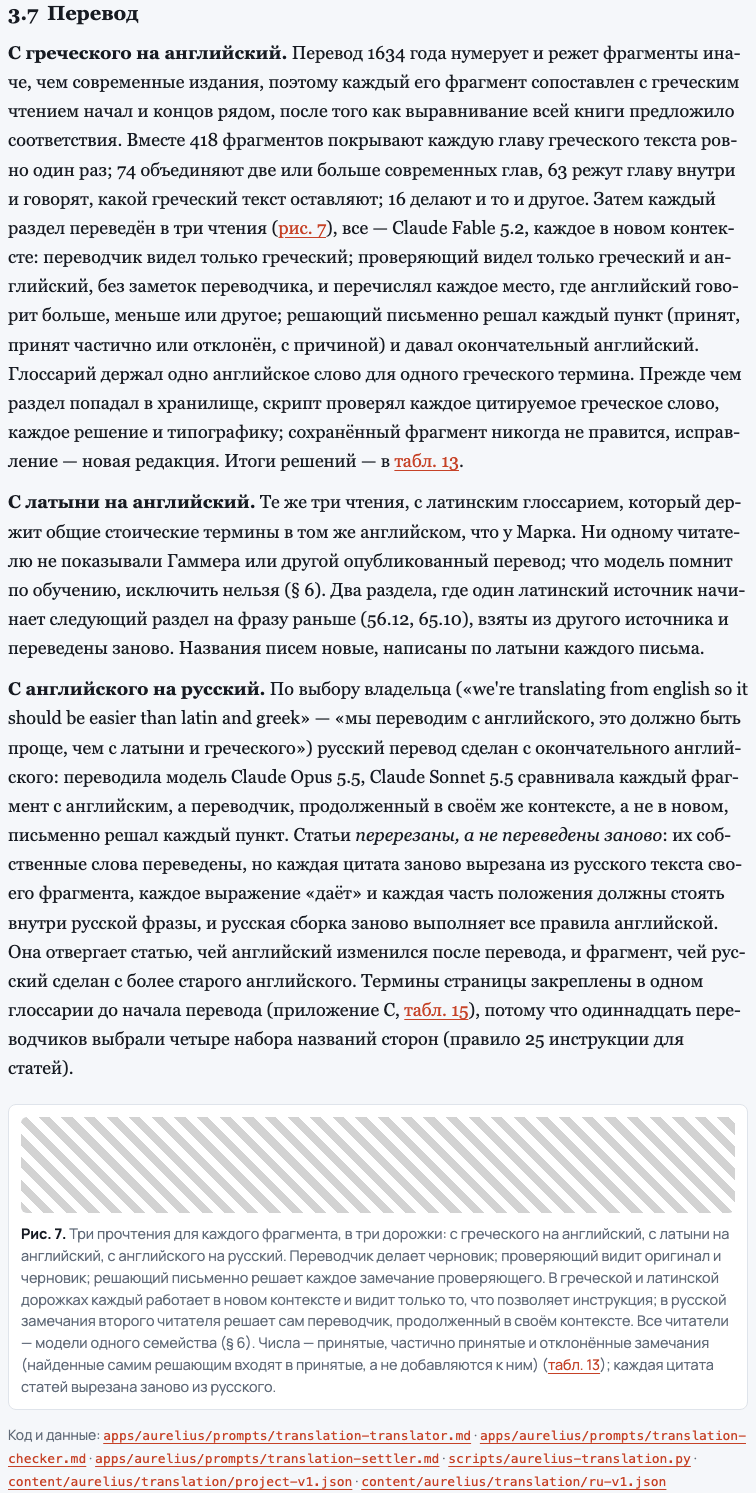 3.7 Перевод
С греческого на английский. Перевод 1634 года нумерует и режет фрагменты ина-
че, чем современные издания, поэтому каждый его фрагмент сопоставлен с греческим
чтением начал и концов рядом, после того как выравнивание всей книги предложило
соответствия. Вместе 418 фрагментов покрывают каждую главу греческого текста ров-
но один раз; 74 объединяют две или больше современных глав, 63 режут главу внутри
и говорят, какой греческий текст оставляют; 16 делают и то и другое. Затем каждый
раздел переведён в три чтения (рис. 7), все — Claude Fable 5.2, каждое в новом контек-
сте: переводчик видел только греческий; проверяющий видел только греческий и ан-
глийский, без заметок переводчика, и перечислял каждое место, где английский гово-
рит больше, меньше или другое; решающий письменно решал каждый пункт (принят,
принят частично или отклонён, с причиной) и давал окончательный английский.
Глоссарий держал одно английское слово для одного греческого термина. Прежде чем
раздел попадал в хранилище, скрипт проверял каждое цитируемое греческое слово,
каждое решение и типографику; сохранённый фрагмент никогда не правится, исправ-
ление — новая редакция. Итоги решений — в табл. 13.
С латыни на английский. Те же три чтения, с латинским глоссарием, который дер-
жит общие стоические термины в том же английском, что у Марка. Ни одному читате-
лю не показывали Гаммера или другой опубликованный перевод; что модель помнит
по обучению, исключить нельзя (§ 6). Два раздела, где один латинский источник начи-
нает следующий раздел на фразу раньше (56.12, 65.10), взяты из другого источника и
переведены заново. Названия писем новые, написаны по латыни каждого письма.
С английского на русский. По выбору владельца («we're translating from english so it
should be easier than latin and greek» — «мы переводим с английского, это должно быть
проще, чем с латыни и греческого») русский перевод сделан с окончательного англий-
ского: переводила модель Claude Opus 5.5, Claude Sonnet 5.5 сравнивала каждый фраг-
мент с английским, а переводчик, продолженный в своём же контексте, а не в новом,
письменно решал каждый пункт. Статьи перерезаны, а не переведены заново: их соб-
ственные слова переведены, но каждая цитата заново вырезана из русского текста сво-
его фрагмента, каждое выражение «даёт» и каждая часть положения должны стоять
внутри русской фразы, и русская сборка заново выполняет все правила английской.
Она отвергает статью, чей английский изменился после перевода, и фрагмент, чей рус-
ский сделан с более старого английского. Термины страницы закреплены в одном
глоссарии до начала перевода (приложение C, табл. 15), потому что одиннадцать пере-
водчиков выбрали четыре набора названий сторон (правило 25 инструкции для
статей).
Рис. 7. Три прочтения для каждого фрагмента, в три дорожки: с греческого на английский, с латыни на
английский, с английского на русский. Переводчик делает черновик; проверяющий видит оригинал и
черновик; решающий письменно решает каждое замечание проверяющего. В греческой и латинской
дорожках каждый работает в новом контексте и видит только то, что позволяет инструкция; в русской
замечания второго читателя решает сам переводчик, продолженный в своём контексте. Все читатели
— модели одного семейства (§ 6). Числа — принятые, частично принятые и отклонённые замечания
(найденные самим решающим входят в принятые, а не добавляются к ним) (табл. 13); каждая цитата
статей вырезана заново из русского.
Код и данные: apps/aurelius/prompts/translation-translator.md · apps/aurelius/prompts/translation-
checker.md · apps/aurelius/prompts/translation-settler.md · scripts/aurelius-translation.py ·
content/aurelius/translation/project-v1.json · content/aurelius/translation/ru-v1.json